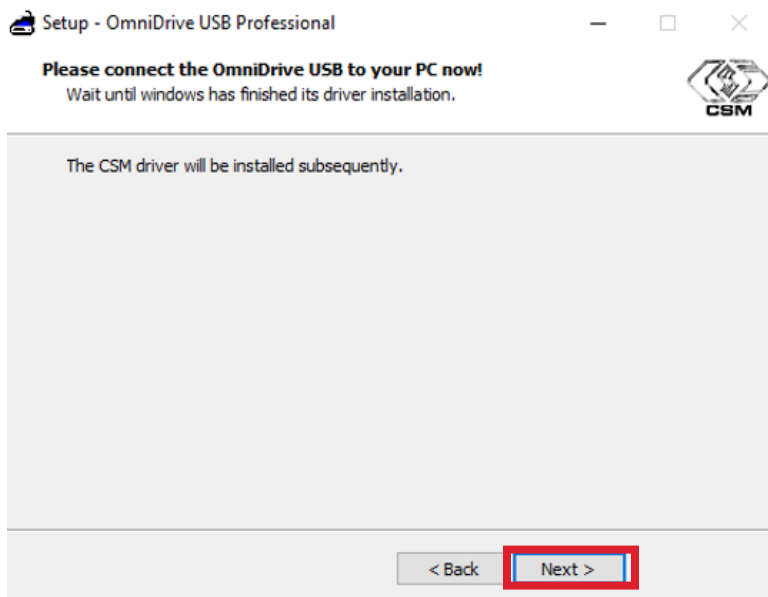 Setup - OmniDrive USB Professional
Please connect the OmniDrive USB to your PC now!
Wait until windows has finished its driver installation.
CSM
The CSM driver will be installed subsequently.
< Back
Next >